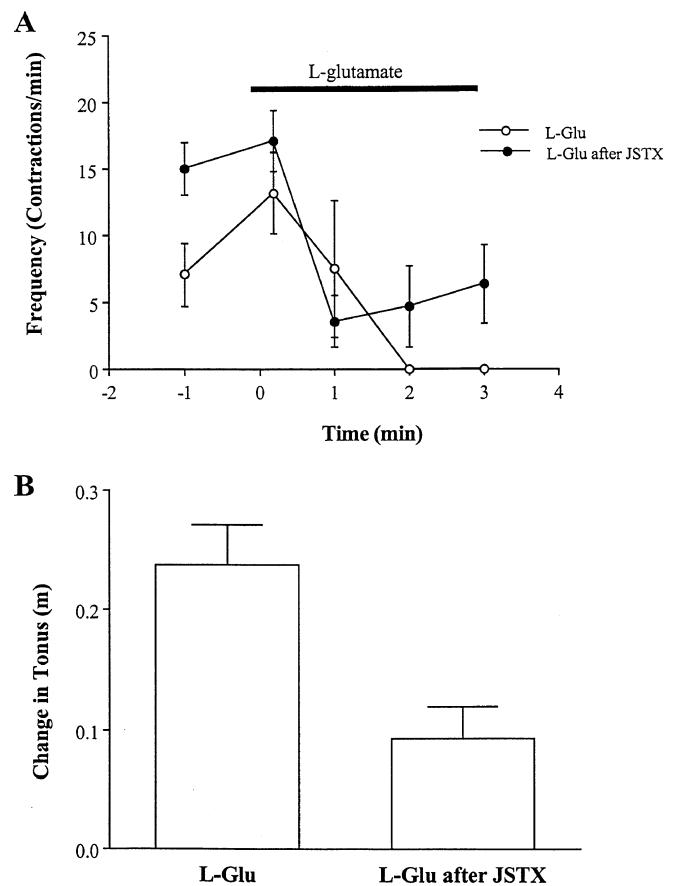 A
Frequency (Contractions/min)
25
20
15
10
5
0
L-glutamate
L-Glu
L-Glu after JSTX
-2 -1 0 1 2 3 4
Time (min)
B
Change in Tonus (m)
0.3
0.2
0.1
0.0
L-Glu L-Glu after JSTX